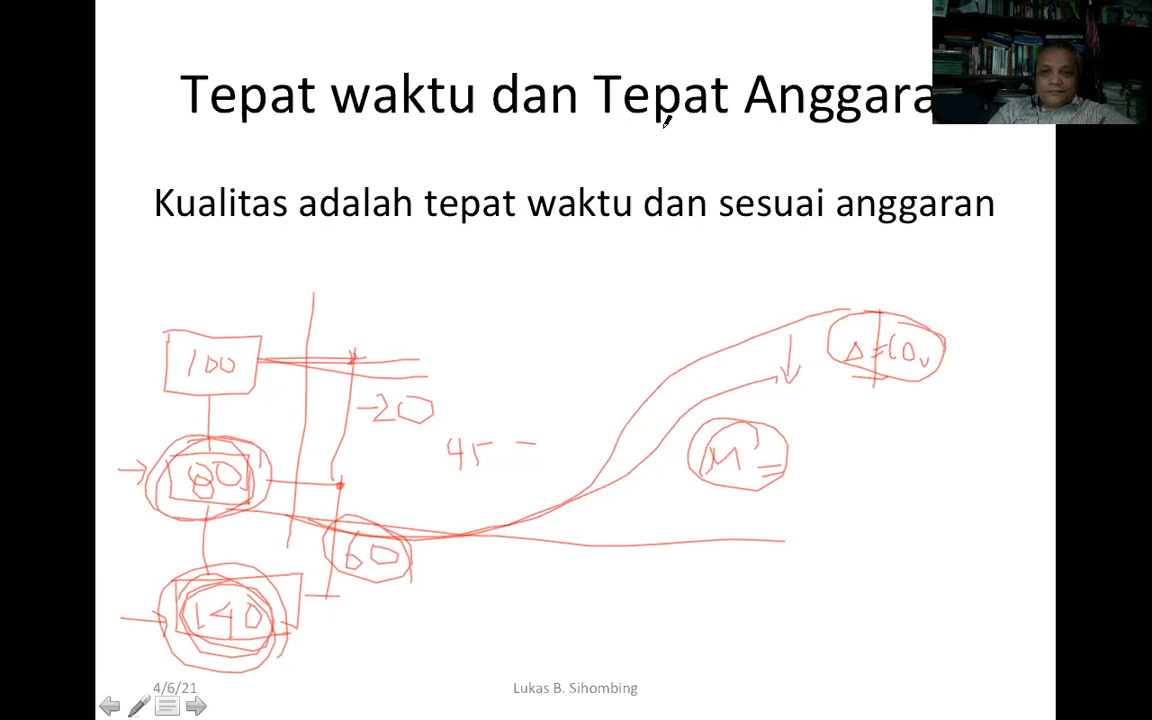 Tepat waktu dan Tepat Anggara
Kualitas adalah tepat waktu dan sesuai anggaran
100
-20
45 -
80
M =
60
140
4/6/21
Lukas B. Sihombing